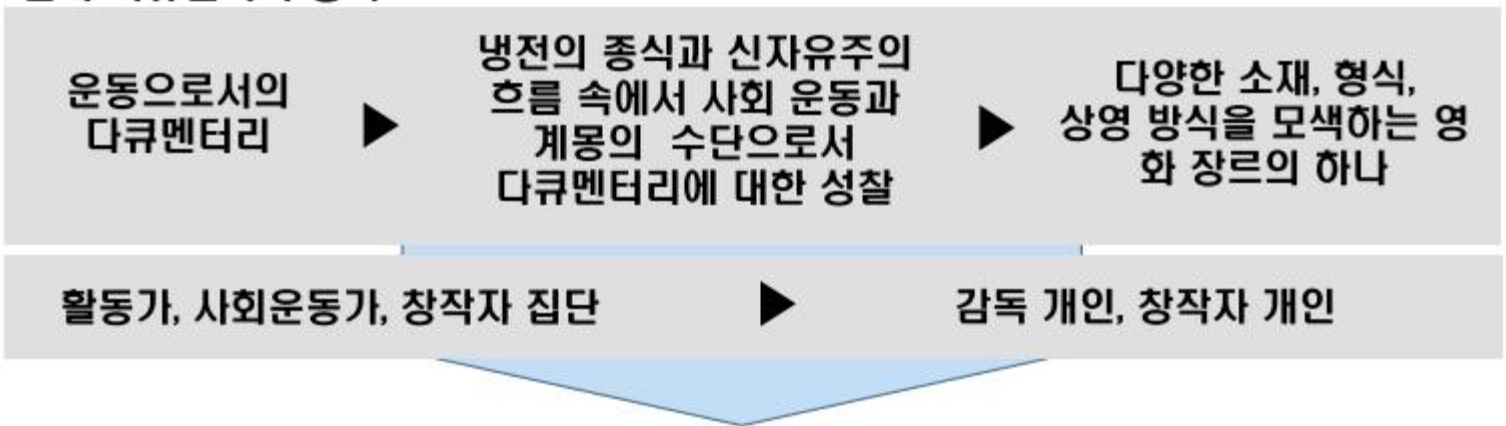 운동으로서의
다큐멘터리
냉전의 종식과 신자유주의
흐름 속에서 사회 운동과
계몽의 수단으로서
다큐멘터리에 대한 성찰
다양한 소재, 형식,
상영 방식을 모색하는 영
화 장르의 하나
활동가, 사회운동가, 창작자 집단
감독 개인, 창작자 개인